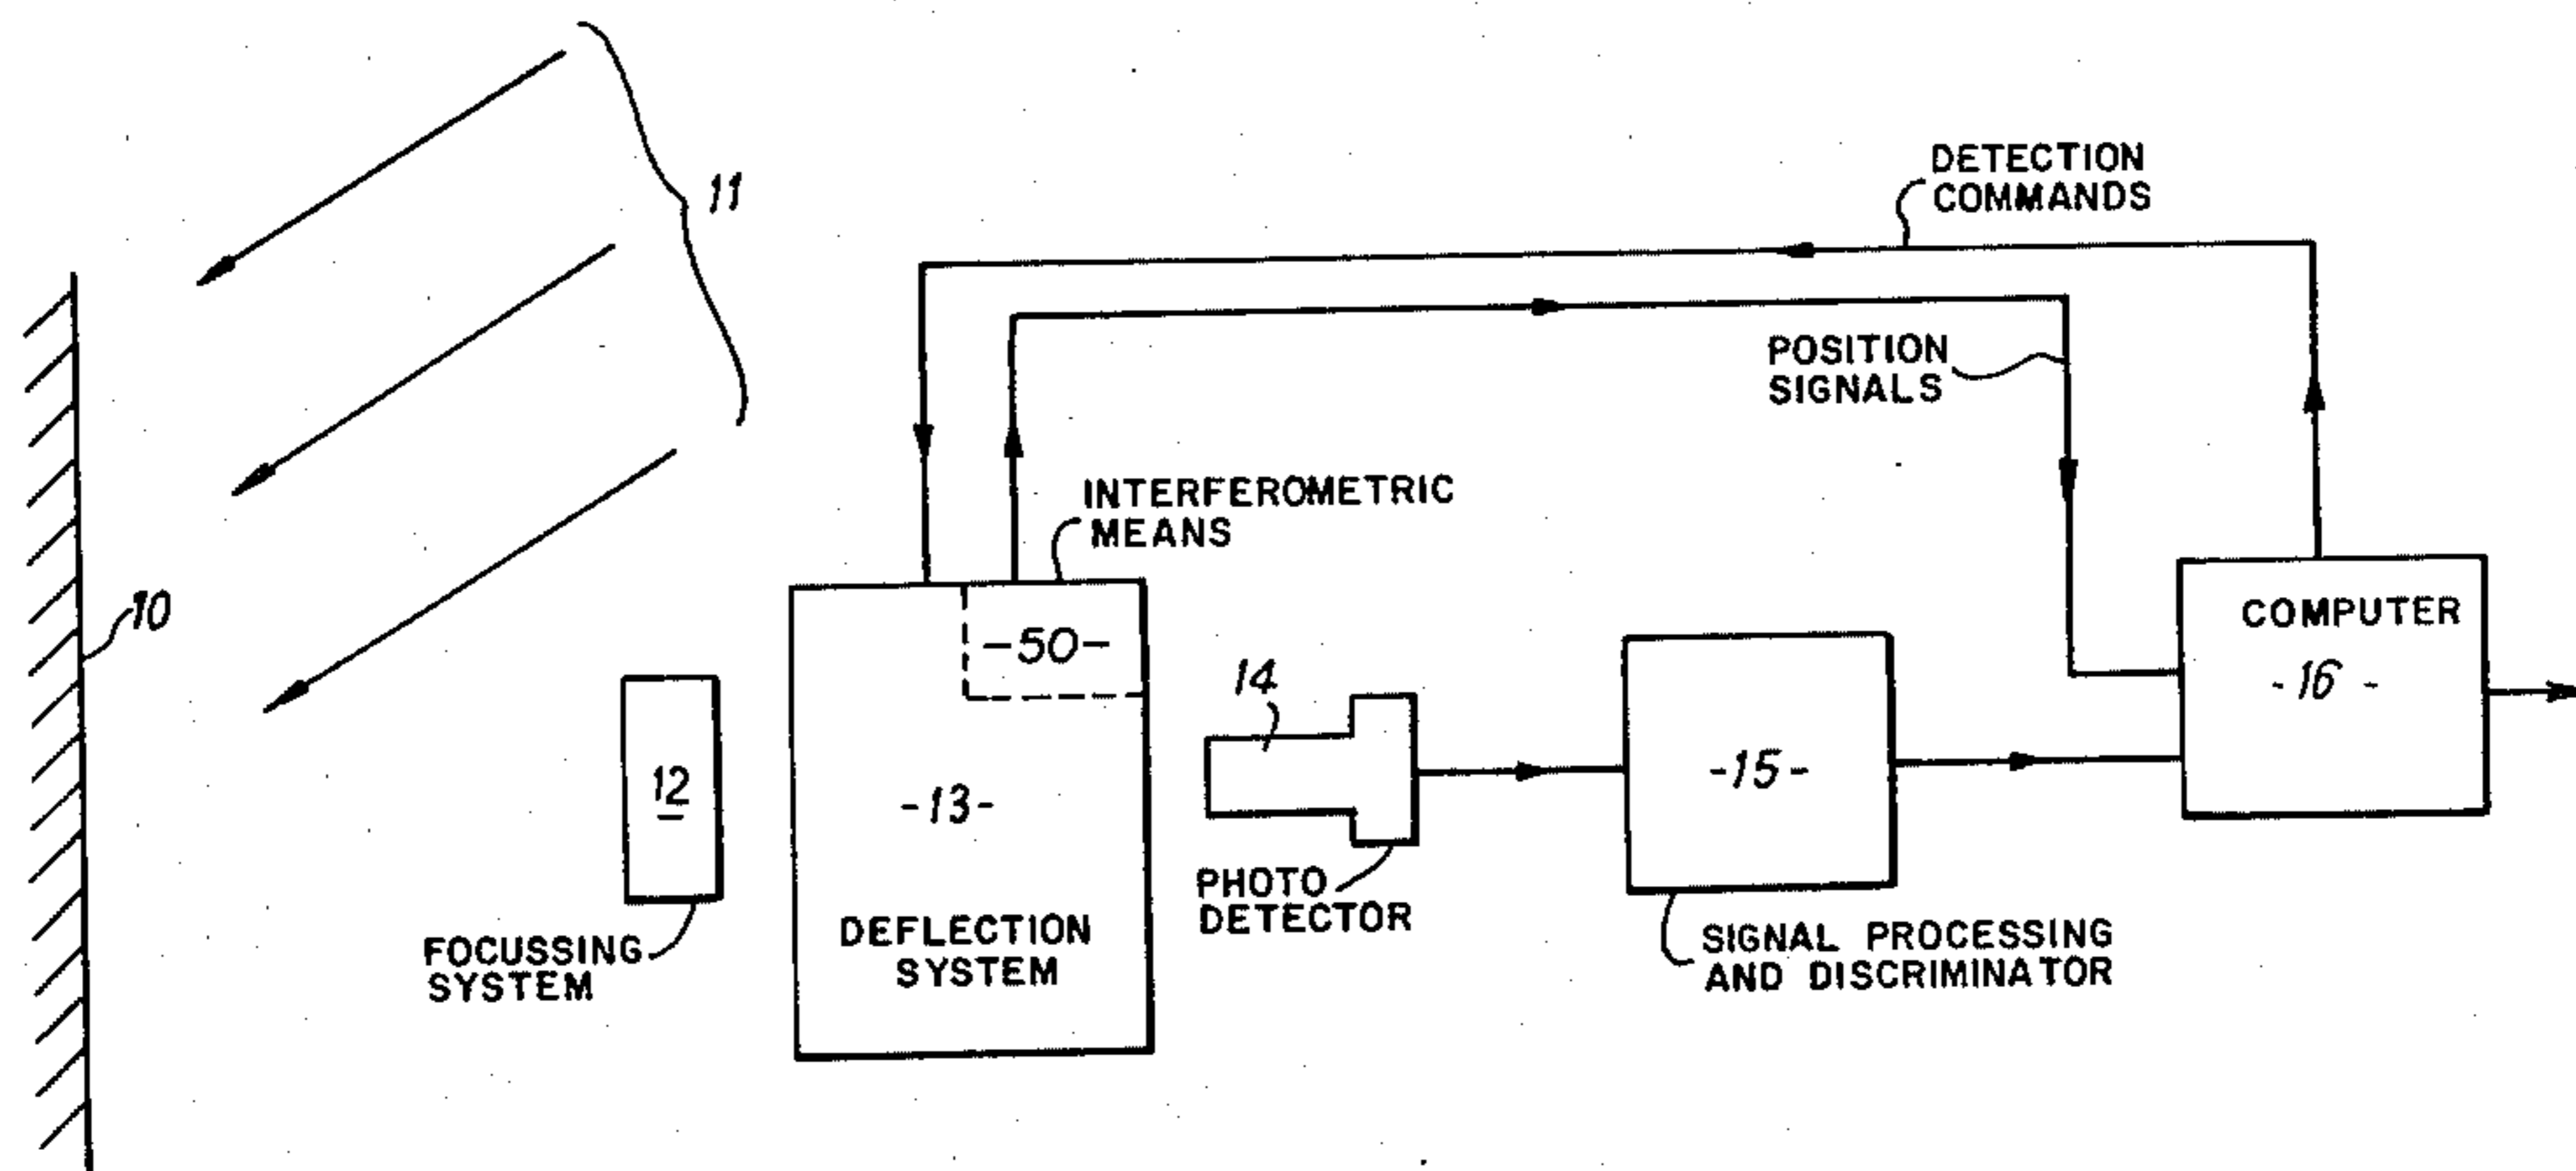 11
DETECTION
COMMANDS
POSITION
SIGNALS
INTERFEROMETRIC
MEANS
10
-50-
COMPUTER
-16-
14
12
-13-
-15-
PHOTO
DETECTOR
DEFLECTION
SYSTEM
FOCUSSING
SYSTEM
SIGNAL PROCESSING
AND DISCRIMINATOR